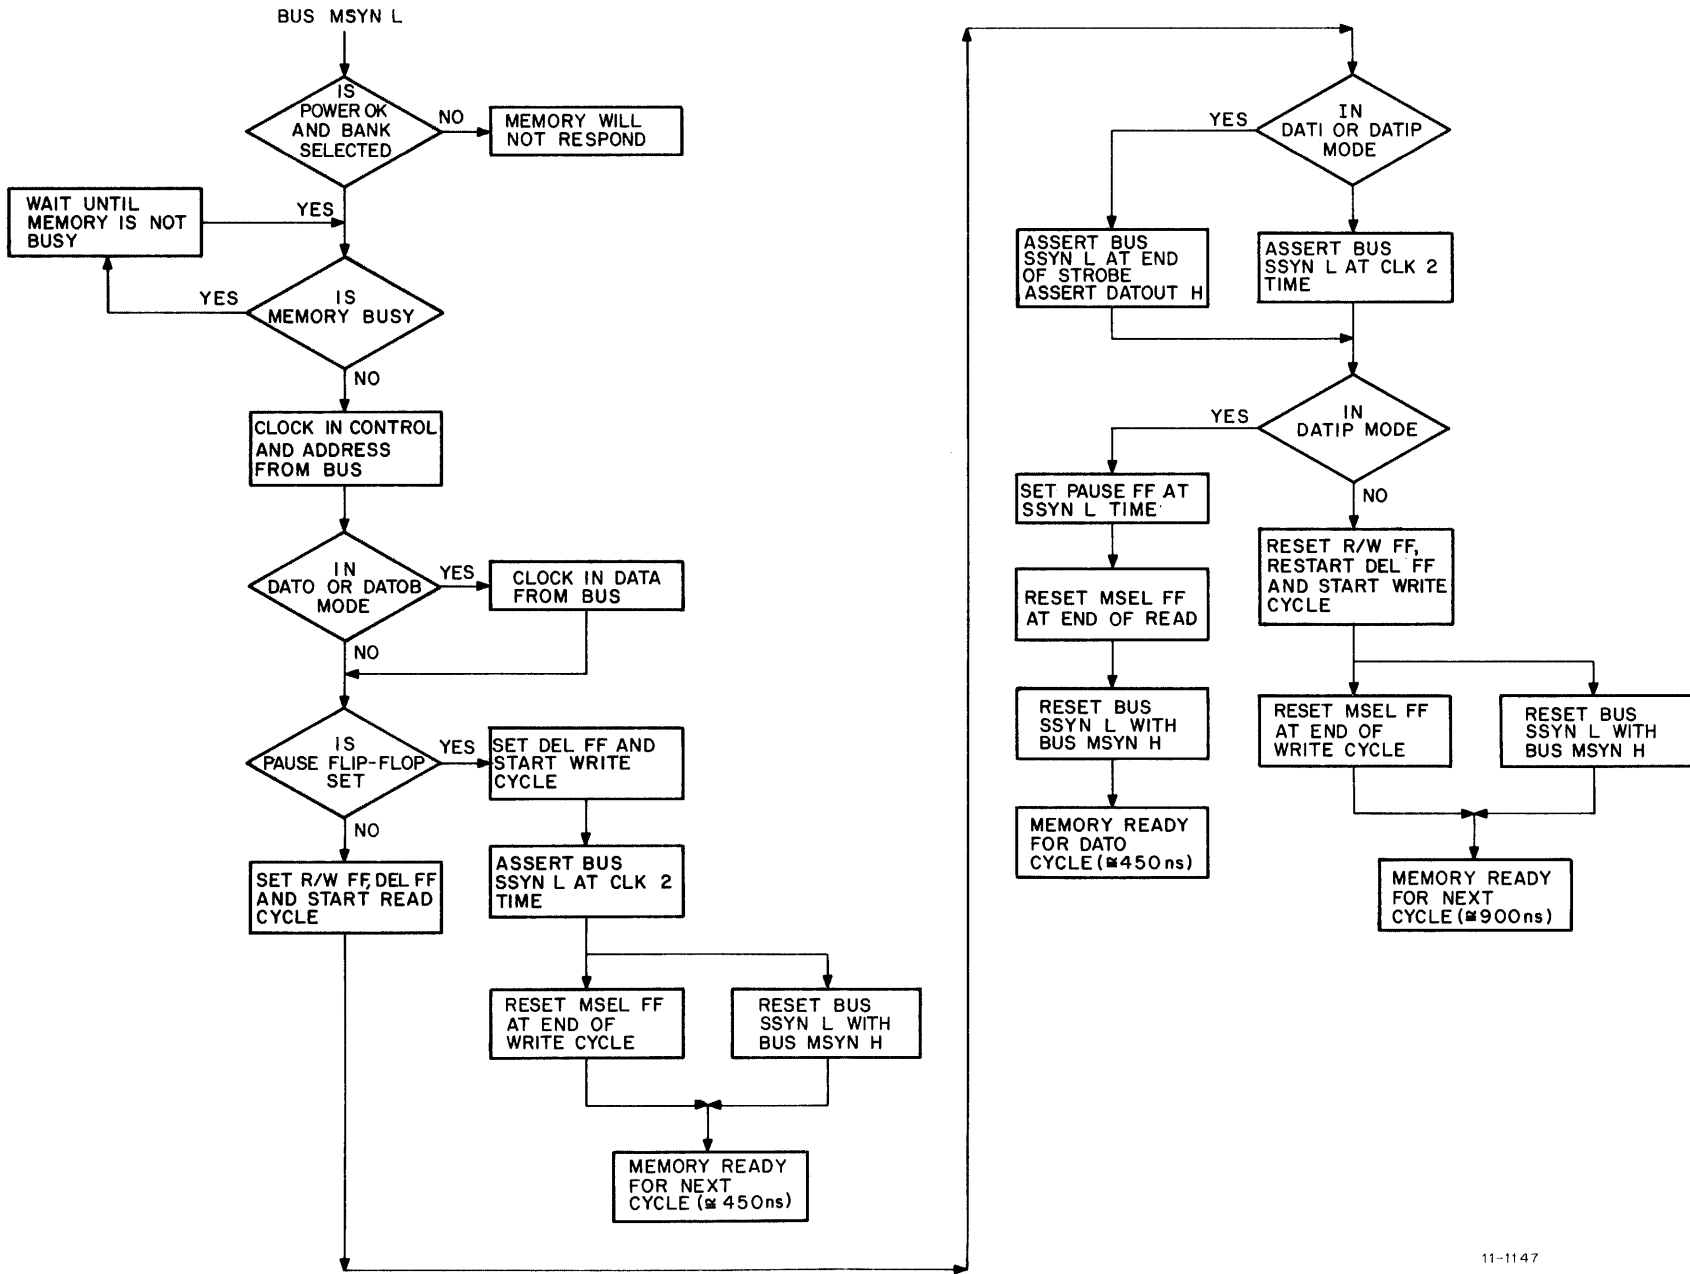 BUS MSYN L
IS
POWER OK
AND BANK
SELECTED
NO
MEMORY WILL
NOT RESPOND
YES
WAIT UNTIL
MEMORY IS NOT
BUSY
YES
IS
MEMORY BUSY
NO
CLOCK IN CONTROL
AND ADDRESS
FROM BUS
IN
DATO OR DATOB
MODE
YES
CLOCK IN DATA
FROM BUS
NO
IS
PAUSE FLIP-FLOP
SET
YES
SET DEL FF AND
START WRITE
CYCLE
NO
SET R/W FF, DEL FF
AND START READ
CYCLE
ASSERT BUS
SSYN L AT CLK 2
TIME
RESET MSEL FF
AT END OF
WRITE CYCLE
RESET BUS
SSYN L WITH
BUS MSYN H
MEMORY READY
FOR NEXT
CYCLE (≅ 450ns)
IN
DATI OR DATIP
MODE
YES
ASSERT BUS
SSYN L AT END
OF STROBE
ASSERT DATOUT H
ASSERT BUS
SSYN L AT CLK 2
TIME
IN
DATIP MODE
YES
SET PAUSE FF AT
SSYN L TIME
NO
RESET MSEL FF
AT END OF READ
RESET BUS
SSYN L WITH
BUS MSYN H
MEMORY READY
FOR DATO
CYCLE (≅450ns)
RESET R/W FF,
RESTART DEL FF
AND START WRITE
CYCLE
RESET MSEL FF
AT END OF
WRITE CYCLE
RESET BUS
SSYN L WITH
BUS MSYN H
MEMORY READY
FOR NEXT
CYCLE (≅900ns)
11-1147